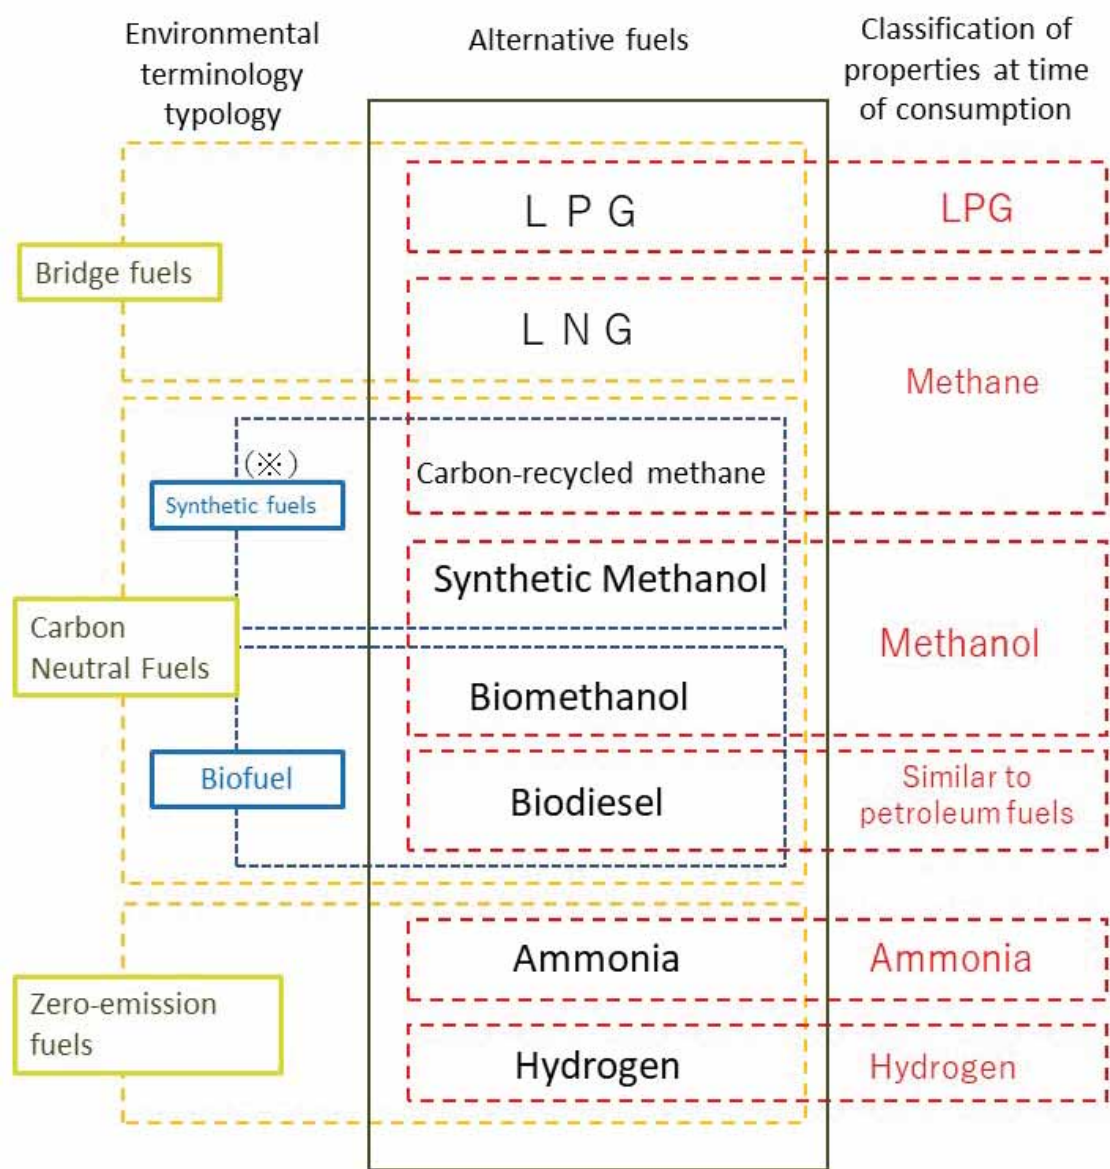 Environmental
terminology
typology
Alternative fuels
Classification of
properties at time
of consumption
Bridge fuels
L P G
LPG
L N G
Methane
(※)
Synthetic fuels
Carbon-recycled methane
Synthetic Methanol
Carbon
Neutral Fuels
Methanol
Biomethanol
Biofuel
Biodiesel
Similar to
petroleum fuels
Zero-emission
fuels
Ammonia
Ammonia
Hydrogen
Hydrogen